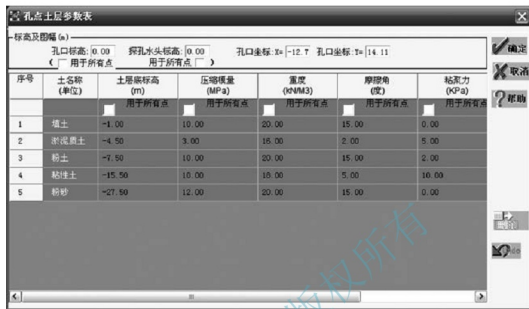 孔点土层参数表
标高及图幅(m)
孔口标高: 0.00 探孔水头标高: 0.00 孔口坐标:X= -12.7 孔口坐标:Y= 14.11
( 用于所有点 用于所有点 )
确定
取消
帮助
序号 土名称 土层底标高 压缩模量 重度 摩擦角 粘聚力
(单位) (m) (MPa) (kN/M3) (度) (KPa)
用于所有点 用于所有点 用于所有点 用于所有点 用于所有点
1 填土 -1.00 10.00 20.00 15.00 0.00
2 淤泥质土 -4.50 3.00 16.00 2.00 5.00
3 粉土 -7.50 10.00 20.00 15.00 2.00
4 粘性土 -15.50 10.00 18.00 5.00 10.00
5 粉砂 -27.50 12.00 20.00 15.00 0.00
版权所有